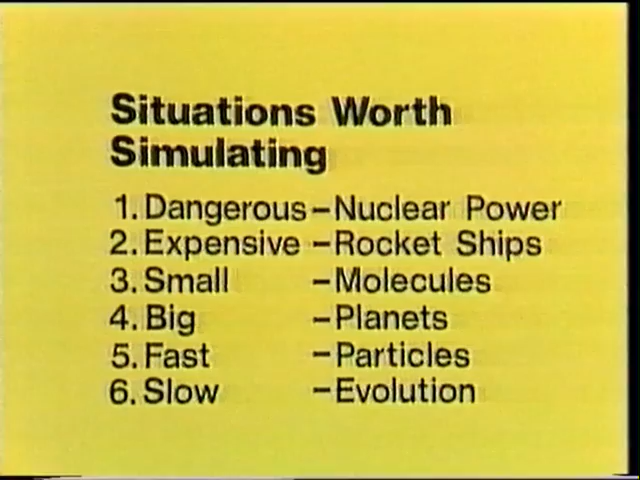 Situations Worth
Simulating
1. Dangerous – Nuclear Power
2. Expensive – Rocket Ships
3. Small – Molecules
4. Big – Planets
5. Fast – Particles
6. Slow – Evolution